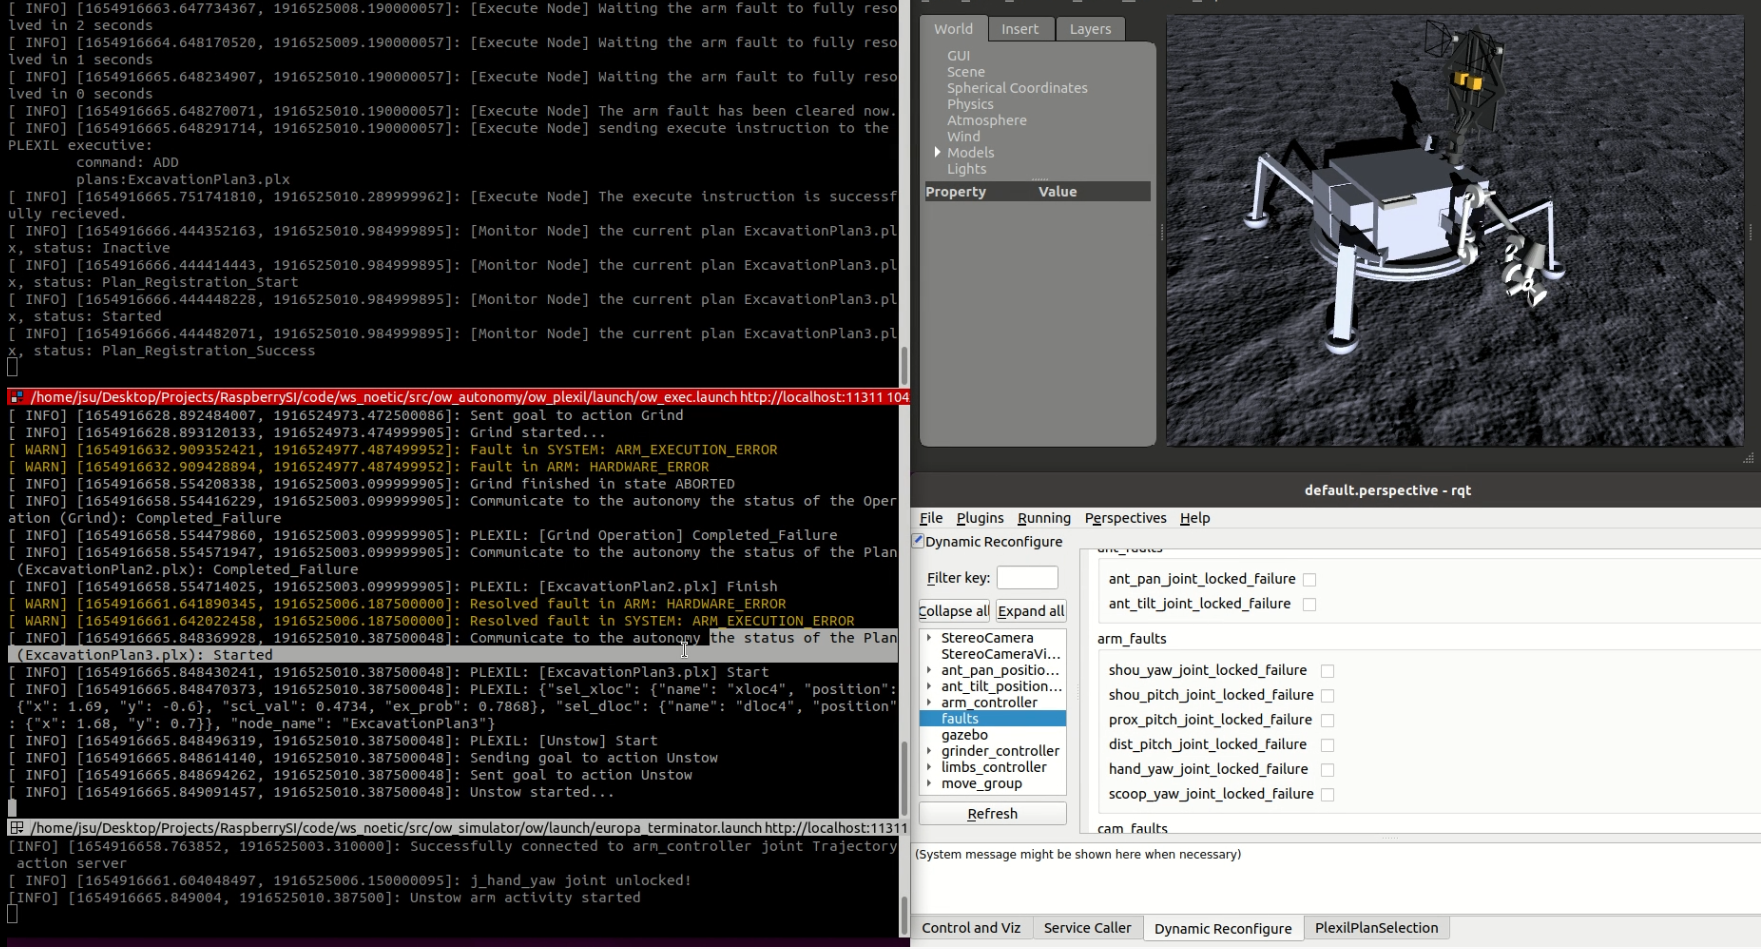 [ INFO] [1654916663.647734367, 1916525008.190000057]: [Execute Node] Waiting the arm fault to fully reso
lved in 2 seconds
[ INFO] [1654916664.648170520, 1916525009.190000057]: [Execute Node] Waiting the arm fault to fully reso
lved in 1 seconds
[ INFO] [1654916665.648234907, 1916525010.190000057]: [Execute Node] Waiting the arm fault to fully reso
lved in 0 seconds
[ INFO] [1654916665.648270071, 1916525010.190000057]: [Execute Node] The arm fault has been cleared now.
[ INFO] [1654916665.648291714, 1916525010.190000057]: [Execute Node] sending execute instruction to the
PLEXIL executive:
command: ADD
plans:ExcavationPlan3.plx
[ INFO] [1654916665.751741810, 1916525010.289999962]: [Execute Node] The execute instruction is successf
ully recieved.
[ INFO] [1654916666.444352163, 1916525010.984999895]: [Monitor Node] the current plan ExcavationPlan3.pl
x, status: Inactive
[ INFO] [1654916666.444414443, 1916525010.984999895]: [Monitor Node] the current plan ExcavationPlan3.pl
x, status: Plan_Registration_Start
[ INFO] [1654916666.444448228, 1916525010.984999895]: [Monitor Node] the current plan ExcavationPlan3.pl
x, status: Started
[ INFO] [1654916666.444482071, 1916525010.984999895]: [Monitor Node] the current plan ExcavationPlan3.pl
x, status: Plan_Registration_Success
/home/jsu/Desktop/Projects/RaspberrySI/code/ws_noetic/src/ow_autonomy/ow_plexil/launch/ow_exec.launch http://localhost:11311 104
[ INFO] [1654916628.892484007, 1916524973.472500086]: Sent goal to action Grind
[ INFO] [1654916628.893120133, 1916524973.474999905]: Grind started...
[ WARN] [1654916632.909352421, 1916524977.487499952]: Fault in SYSTEM: ARM_EXECUTION_ERROR
[ WARN] [1654916632.909428894, 1916524977.487499952]: Fault in ARM: HARDWARE_ERROR
[ INFO] [1654916658.554208338, 1916525003.099999905]: Grind finished in state ABORTED
[ INFO] [1654916658.554416229, 1916525003.099999905]: Communicate to the autonomy the status of the Oper
ation (Grind): Completed_Failure
[ INFO] [1654916658.554479860, 1916525003.099999905]: PLEXIL: [Grind Operation] Completed_Failure
[ INFO] [1654916658.554571947, 1916525003.099999905]: Communicate to the autonomy the status of the Plan
(ExcavationPlan2.plx): Completed_Failure
[ INFO] [1654916658.554714025, 1916525003.099999905]: PLEXIL: [ExcavationPlan2.plx] Finish
[ WARN] [1654916661.641890345, 1916525006.187500000]: Resolved fault in ARM: HARDWARE_ERROR
[ WARN] [1654916661.642022458, 1916525006.187500000]: Resolved fault in SYSTEM: ARM_EXECUTION_ERROR
[ INFO] [1654916665.848369928, 1916525010.387500048]: Communicate to the autonomy the status of the Plan
(ExcavationPlan3.plx): Started
[ INFO] [1654916665.848430241, 1916525010.387500048]: PLEXIL: [ExcavationPlan3.plx] Start
[ INFO] [1654916665.848470373, 1916525010.387500048]: PLEXIL: {"sel_xloc": {"name": "xloc4", "position":
{"x": 1.69, "y": -0.6}, "sci_val": 0.4734, "ex_prob": 0.7868}, "sel_dloc": {"name": "dloc4", "position"
: {"x": 1.68, "y": 0.7}}, "node_name": "ExcavationPlan3"}
[ INFO] [1654916665.848496319, 1916525010.387500048]: PLEXIL: [Unstow] Start
[ INFO] [1654916665.848614140, 1916525010.387500048]: Sending goal to action Unstow
[ INFO] [1654916665.848694262, 1916525010.387500048]: Sent goal to action Unstow
[ INFO] [1654916665.849091457, 1916525010.387500048]: Unstow started...
/home/jsu/Desktop/Projects/RaspberrySI/code/ws_noetic/src/ow_simulator/ow/launch/europa_terminator.launch http://localhost:11311
[INFO] [1654916658.763852, 1916525003.310000]: Successfully connected to arm_controller joint Trajectory
action server
[ INFO] [1654916661.604048497, 1916525006.150000095]: j_hand_yaw joint unlocked!
[INFO] [1654916665.849004, 1916525010.387500]: Unstow arm activity started
World Insert Layers
GUI
Scene
Spherical Coordinates
Physics
Atmosphere
Wind
Models
Lights
Property Value
default.perspective - rqt
File Plugins Running Perspectives Help
Dynamic Reconfigure
Filter key:
Collapse all Expand all
StereoCamera
StereoCameraVi...
ant_pan_positio...
ant_tilt_position...
arm_controller
faults
gazebo
grinder_controller
limbs_controller
move_group
Refresh
ant_faults
ant_pan_joint_locked_failure
ant_tilt_joint_locked_failure
arm_faults
shou_yaw_joint_locked_failure
shou_pitch_joint_locked_failure
prox_pitch_joint_locked_failure
dist_pitch_joint_locked_failure
hand_yaw_joint_locked_failure
scoop_yaw_joint_locked_failure
cam_faults
(System message might be shown here when necessary)
Control and Viz Service Caller Dynamic Reconfigure PlexilPlanSelection